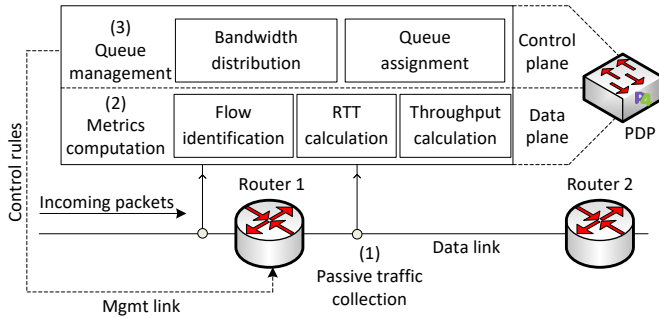 (3)
Queue
management
Bandwidth
distribution
Queue
assignment
Control
plane
(2)
Metrics
computation
Flow
identification
RTT
calculation
Throughput
calculation
Data
plane
P4
PDP
Control rules
Incoming packets
Router 1
Router 2
(1)
Passive traffic
collection
Data link
Mgmt link